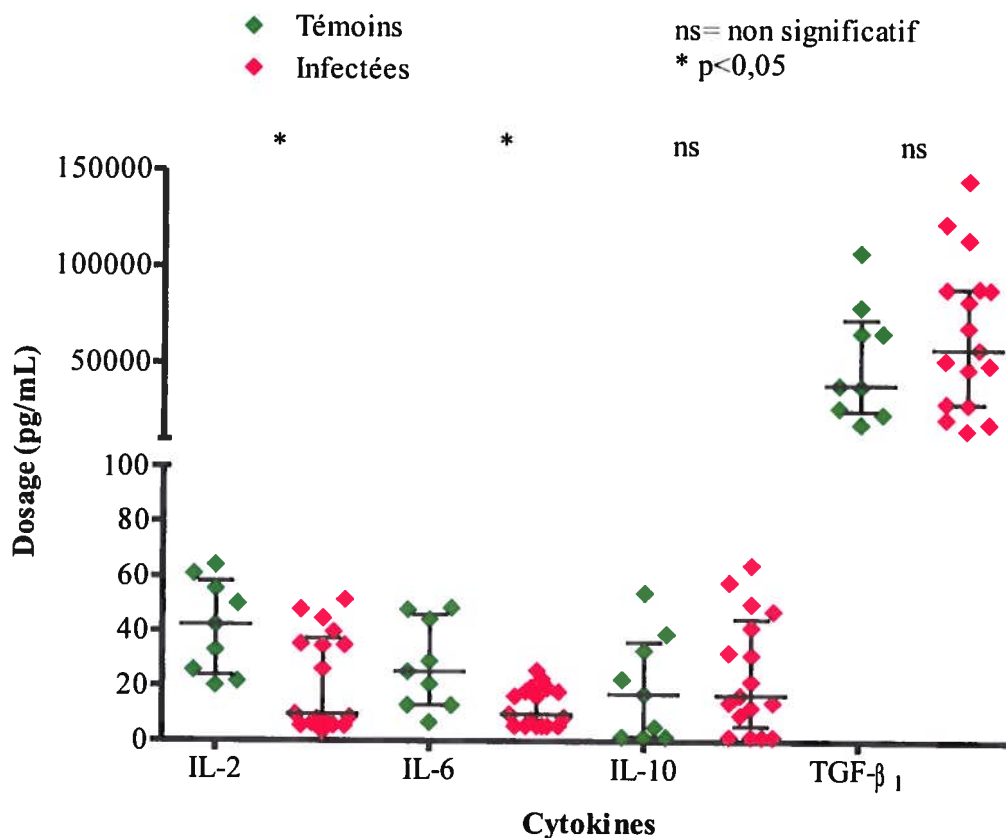 Témoins
Infectées
ns= non significatif
* p<0,05
* * ns ns
150000
100000
50000
100
80
60
40
20
0
Dosage (pg/mL)
IL-2 IL-6 IL-10 TGF-β1
Cytokines